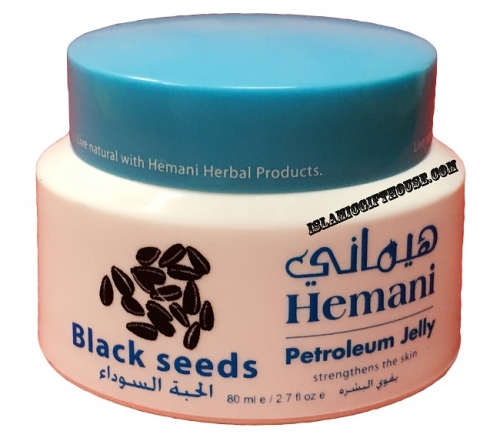 Live natural with Hemani Herbal Products.
ISLAMICGIFTHOUSE.COM
هيماني
Hemani
Black seeds
الحبة السوداء
Petroleum Jelly
strengthens the skin
يقوي البشره
80 ml e / 2.7 fl oz e